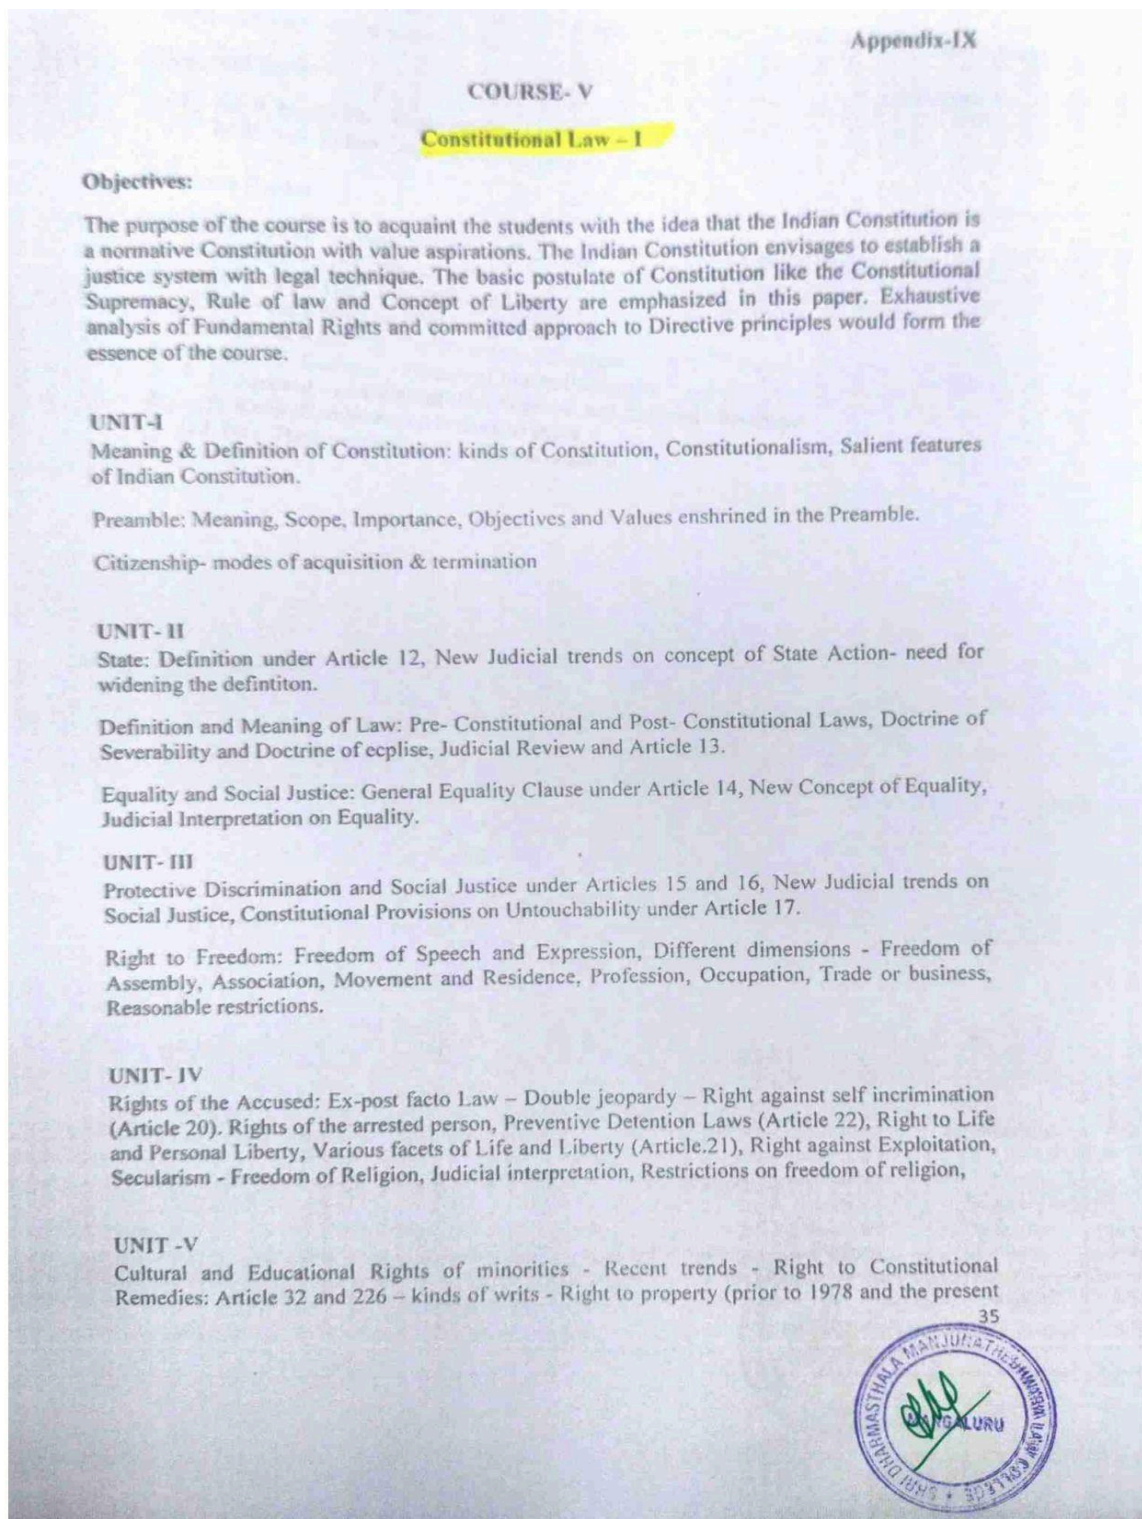 Appendix-IX
COURSE- V
Constitutional Law – I
Objectives:
The purpose of the course is to acquaint the students with the idea that the Indian Constitution is
a normative Constitution with value aspirations. The Indian Constitution envisages to establish a
justice system with legal technique. The basic postulate of Constitution like the Constitutional
Supremacy, Rule of law and Concept of Liberty are emphasized in this paper. Exhaustive
analysis of Fundamental Rights and committed approach to Directive principles would form the
essence of the course.
UNIT-I
Meaning & Definition of Constitution: kinds of Constitution, Constitutionalism, Salient features
of Indian Constitution.
Preamble: Meaning, Scope, Importance, Objectives and Values enshrined in the Preamble.
Citizenship- modes of acquisition & termination
UNIT- II
State: Definition under Article 12, New Judicial trends on concept of State Action- need for
widening the defintiton.
Definition and Meaning of Law: Pre- Constitutional and Post- Constitutional Laws, Doctrine of
Severability and Doctrine of ecplise, Judicial Review and Article 13.
Equality and Social Justice: General Equality Clause under Article 14, New Concept of Equality,
Judicial Interpretation on Equality.
UNIT- III
Protective Discrimination and Social Justice under Articles 15 and 16, New Judicial trends on
Social Justice, Constitutional Provisions on Untouchability under Article 17.
Right to Freedom: Freedom of Speech and Expression, Different dimensions - Freedom of
Assembly, Association, Movement and Residence, Profession, Occupation, Trade or business,
Reasonable restrictions.
UNIT- IV
Rights of the Accused: Ex-post facto Law – Double jeopardy – Right against self incrimination
(Article 20). Rights of the arrested person, Preventive Detention Laws (Article 22), Right to Life
and Personal Liberty, Various facets of Life and Liberty (Article.21), Right against Exploitation,
Secularism - Freedom of Religion, Judicial interpretation, Restrictions on freedom of religion,
UNIT -V
Cultural and Educational Rights of minorities - Recent trends - Right to Constitutional
Remedies: Article 32 and 226 – kinds of writs - Right to property (prior to 1978 and the present
35
SHRI DHARMASTHALA MANJUNATHESHWARA LAW COLLEGE
MANGALURU